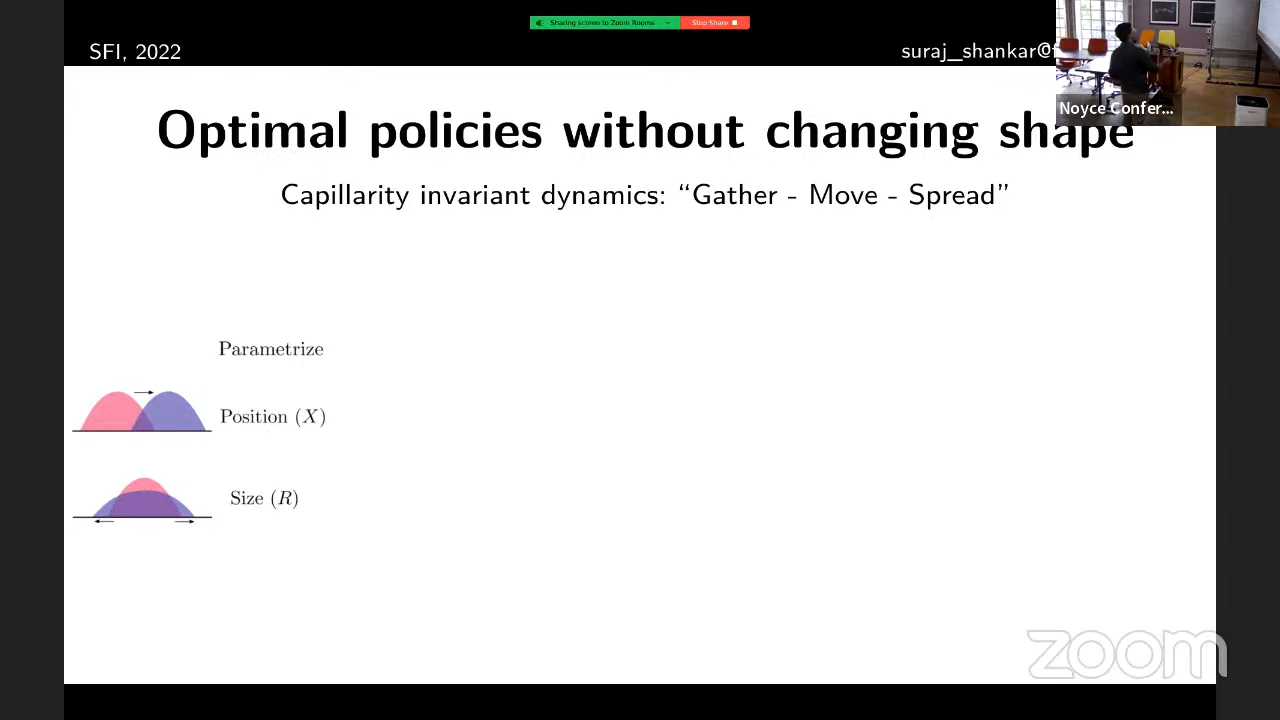 Sharing screen to Zoom Rooms
Stop Share
SFI, 2022
suraj_shankar@f
Noyce Confer...
Optimal policies without changing shape
Capillarity invariant dynamics: “Gather - Move - Spread”
Parametrize
Position (X)
Size (R)
zoom